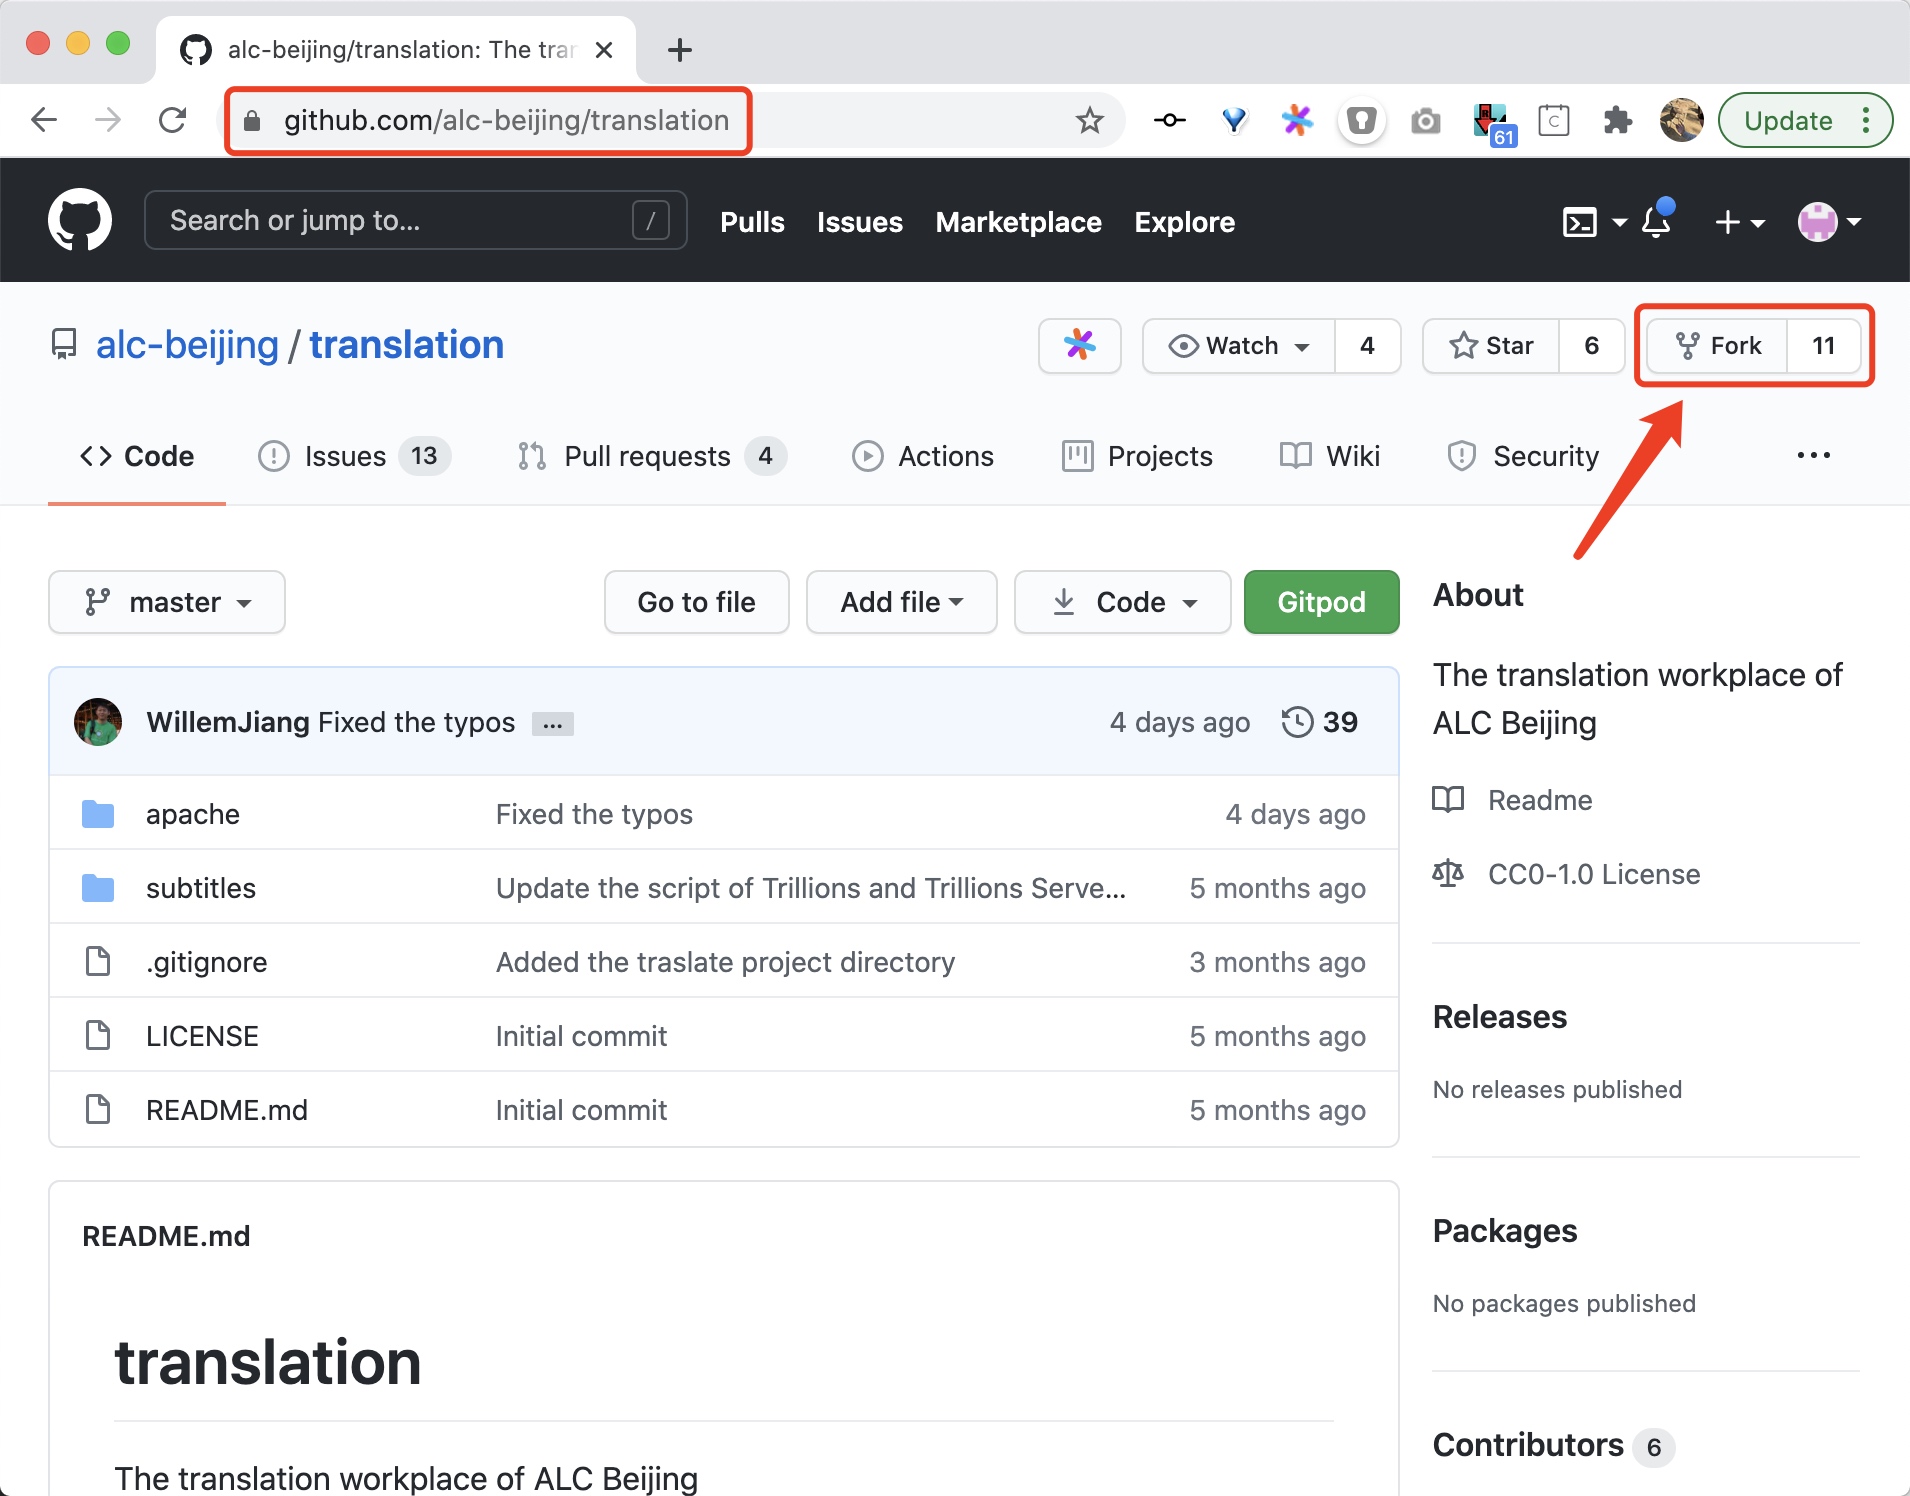 alc-beijing/translation: The tran
github.com/alc-beijing/translation
61
C
Update
Search or jump to...
/
Pulls
Issues
Marketplace
Explore
alc-beijing / translation
Watch
4
Star
6
Fork
11
Code
Issues 13
Pull requests 4
Actions
Projects
Wiki
Security
...
master
Go to file
Add file
Code
Gitpod
WillemJiang Fixed the typos ...
4 days ago
39
apache
Fixed the typos
4 days ago
subtitles
Update the script of Trillions and Trillions Serve...
5 months ago
.gitignore
Added the traslate project directory
3 months ago
LICENSE
Initial commit
5 months ago
README.md
Initial commit
5 months ago
README.md
translation
The translation workplace of ALC Beijing
About
The translation workplace of
ALC Beijing
Readme
CC0-1.0 License
Releases
No releases published
Packages
No packages published
Contributors 6